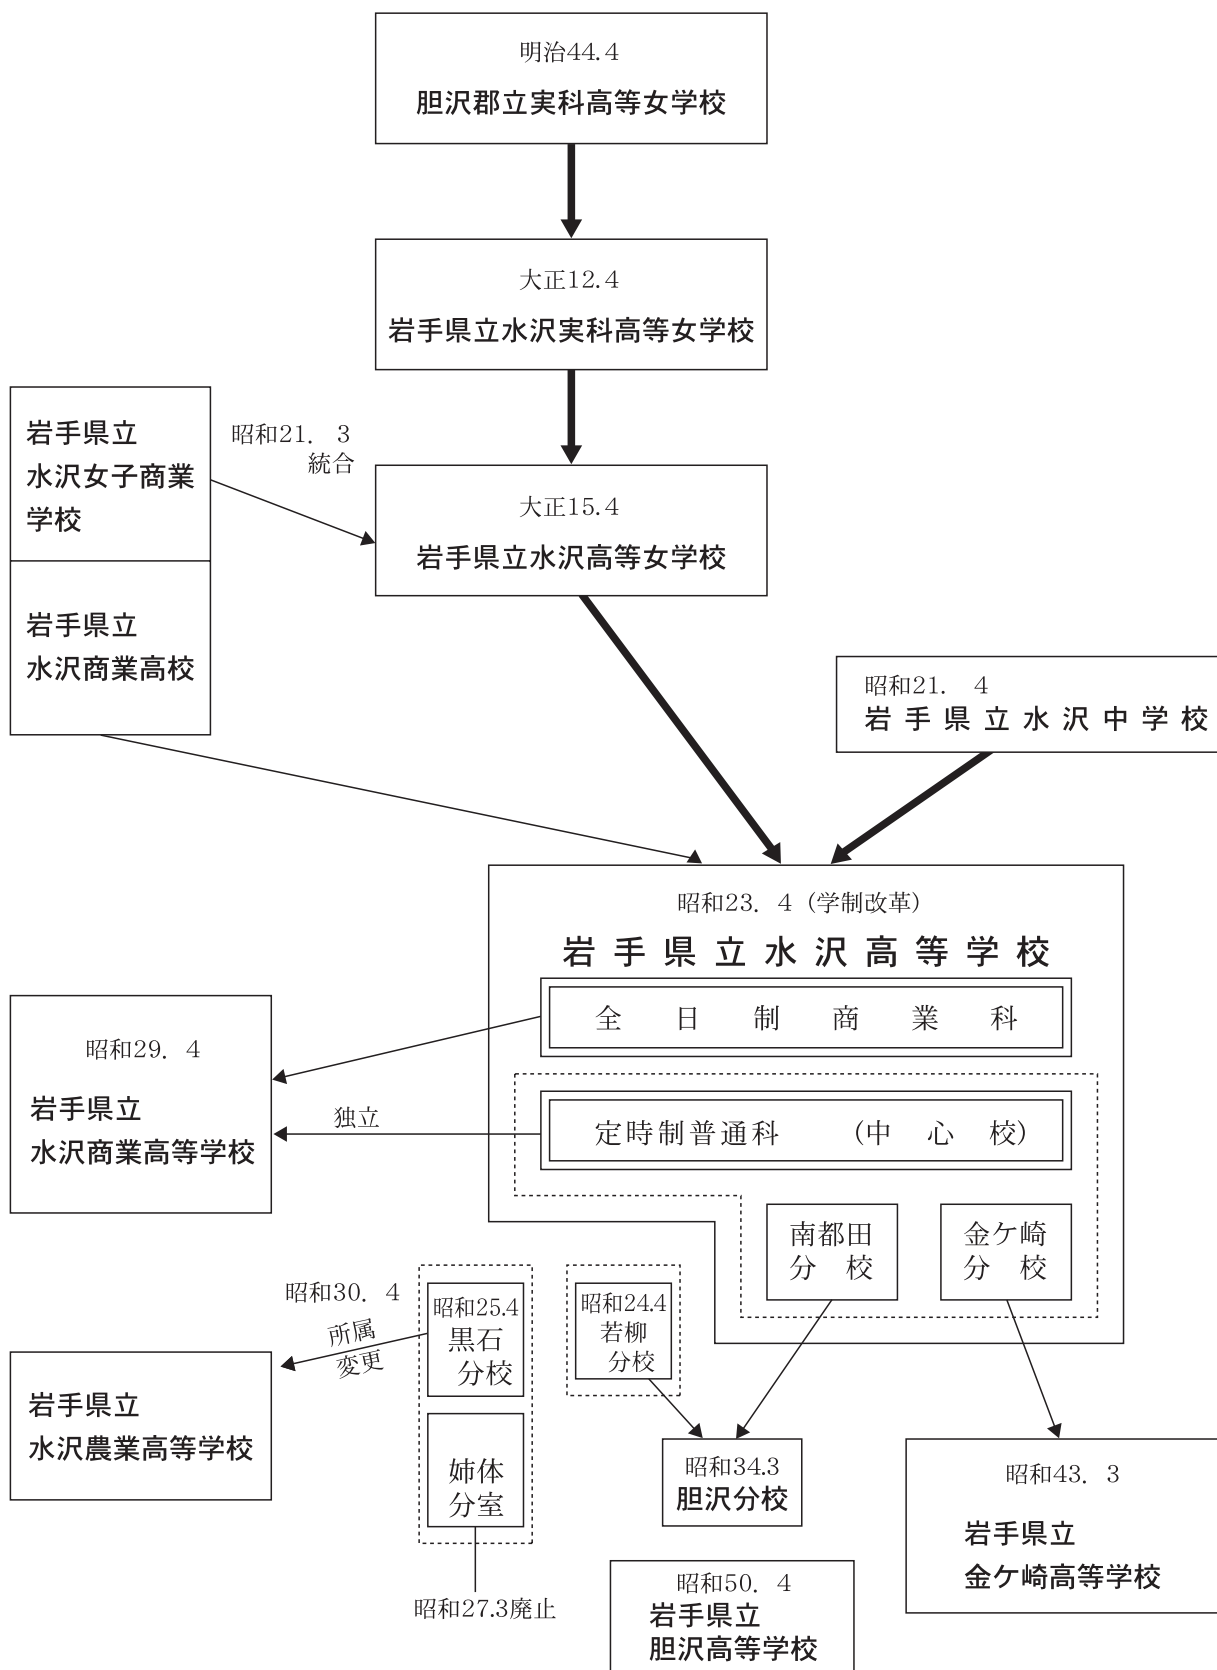 明治44.4
胆沢郡立実科高等女学校
大正12.4
岩手県立水沢実科高等女学校
岩手県立
水沢女子商業
学校
昭和21. 3
統合
大正15.4
岩手県立水沢高等女学校
岩手県立
水沢商業高校
昭和21. 4
岩手県立水沢中学校
昭和23. 4（学制改革）
岩手県立水沢高等学校
全日制商業科
昭和29. 4
岩手県立
水沢商業高等学校
独立
定時制普通科 （中心校）
南都田
分校
金ケ崎
分校
昭和30. 4
所属
変更
昭和25.4
黒石
分校
昭和24.4
若柳
分校
岩手県立
水沢農業高等学校
姉体
分室
昭和27.3廃止
昭和34.3
胆沢分校
昭和43. 3
岩手県立
金ケ崎高等学校
昭和50. 4
岩手県立
胆沢高等学校